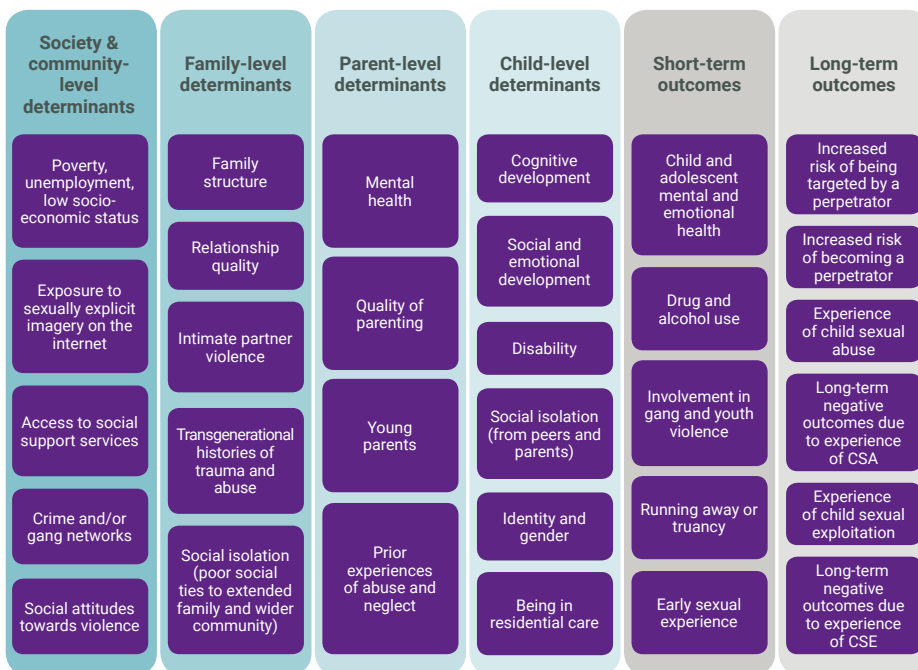 Society &
community-
level
determinants
Poverty,
unemployment,
low socio-
economic status
Exposure to
sexually explicit
imagery on the
internet
Access to social
support services
Crime and/or
gang networks
Social attitudes
towards violence
Family-level
determinants
Family
structure
Relationship
quality
Intimate partner
violence
Transgenerational
histories of
trauma and
abuse
Social isolation
(poor social
ties to extended
family and wider
community)
Parent-level
determinants
Mental
health
Quality of
parenting
Young
parents
Prior
experiences
of abuse and
neglect
Child-level
determinants
Cognitive
development
Social and
emotional
development
Disability
Social isolation
(from peers and
parents)
Identity and
gender
Being in
residential care
Short-term
outcomes
Child and
adolescent
mental and
emotional
health
Drug and
alcohol use
Involvement in
gang and youth
violence
Running away or
truancy
Early sexual
experience
Long-term
outcomes
Increased
risk of being
targeted by a
perpetrator
Increased risk
of becoming a
perpetrator
Experience
of child sexual
abuse
Long-term
negative
outcomes due
to experience
of CSA
Experience
of child sexual
exploitation
Long-term
negative
outcomes due
to experience
of CSE